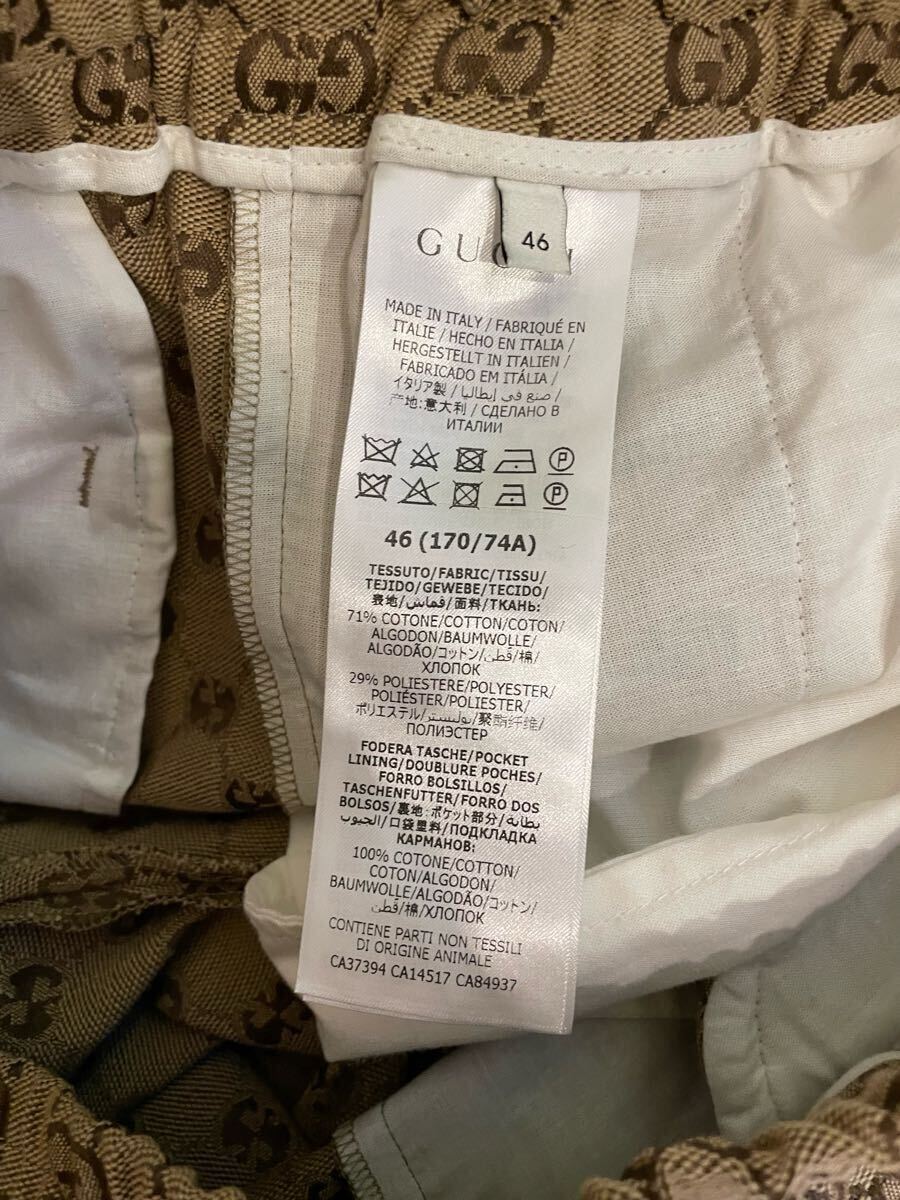 GUCCI
46
MADE IN ITALY / FABRIQUÉ EN
ITALIE / HECHO EN ITALIA /
HERGESTELLT IN ITALIEN /
FABRICADO EM ITÁLIA /
イタリア製 / صنع في إيطاليا /
产地:意大利 / СДЕЛАНО В
ИТАЛИИ
P
P
46 (170/74A)
TESSUTO/FABRIC/TISSU/
TEJIDO/GEWEBE/TECIDO/
表地/قماش/面料/ТКАНЬ:
71% COTONE/COTTON/COTON/
ALGODON/BAUMWOLLE/
ALGODÃO/コットン/قطن/棉/
ХЛОПОК
29% POLIESTERE/POLYESTER/
POLIÉSTER/POLIESTER/
ポリエステル/بوليستر/聚酯纤维/
ПОЛИЭСТЕР
FODERA TASCHE/POCKET
LINING/DOUBLURE POCHES/
FORRO BOLSILLOS/
TASCHENFUTTER/FORRO DOS
BOLSOS/裏地:ポケット部分/بطانة
الجيوب/口袋里料/ПОДКЛАДКА
КАРМАНОВ:
100% COTONE/COTTON/
COTON/ALGODON/
BAUMWOLLE/ALGODÃO/コットン/
قطن/棉/ХЛОПОК
CONTIENE PARTI NON TESSILI
DI ORIGINE ANIMALE
CA37394 CA14517 CA84937